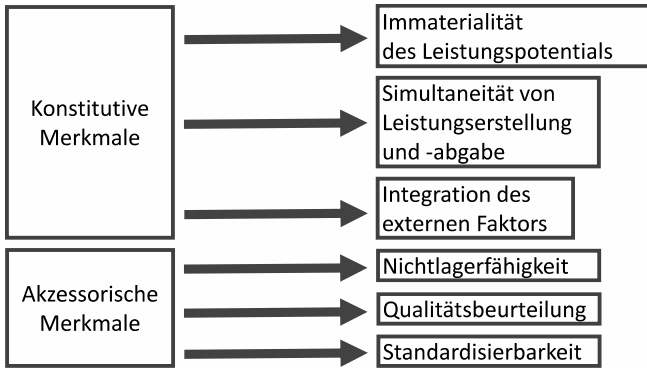 Konstitutive
Merkmale
Immaterialität
des Leistungspotentials
Simultaneität von
Leistungserstellung
und -abgabe
Integration des
externen Faktors
Akzessorische
Merkmale
Nichtlagerfähigkeit
Qualitätsbeurteilung
Standardisierbarkeit